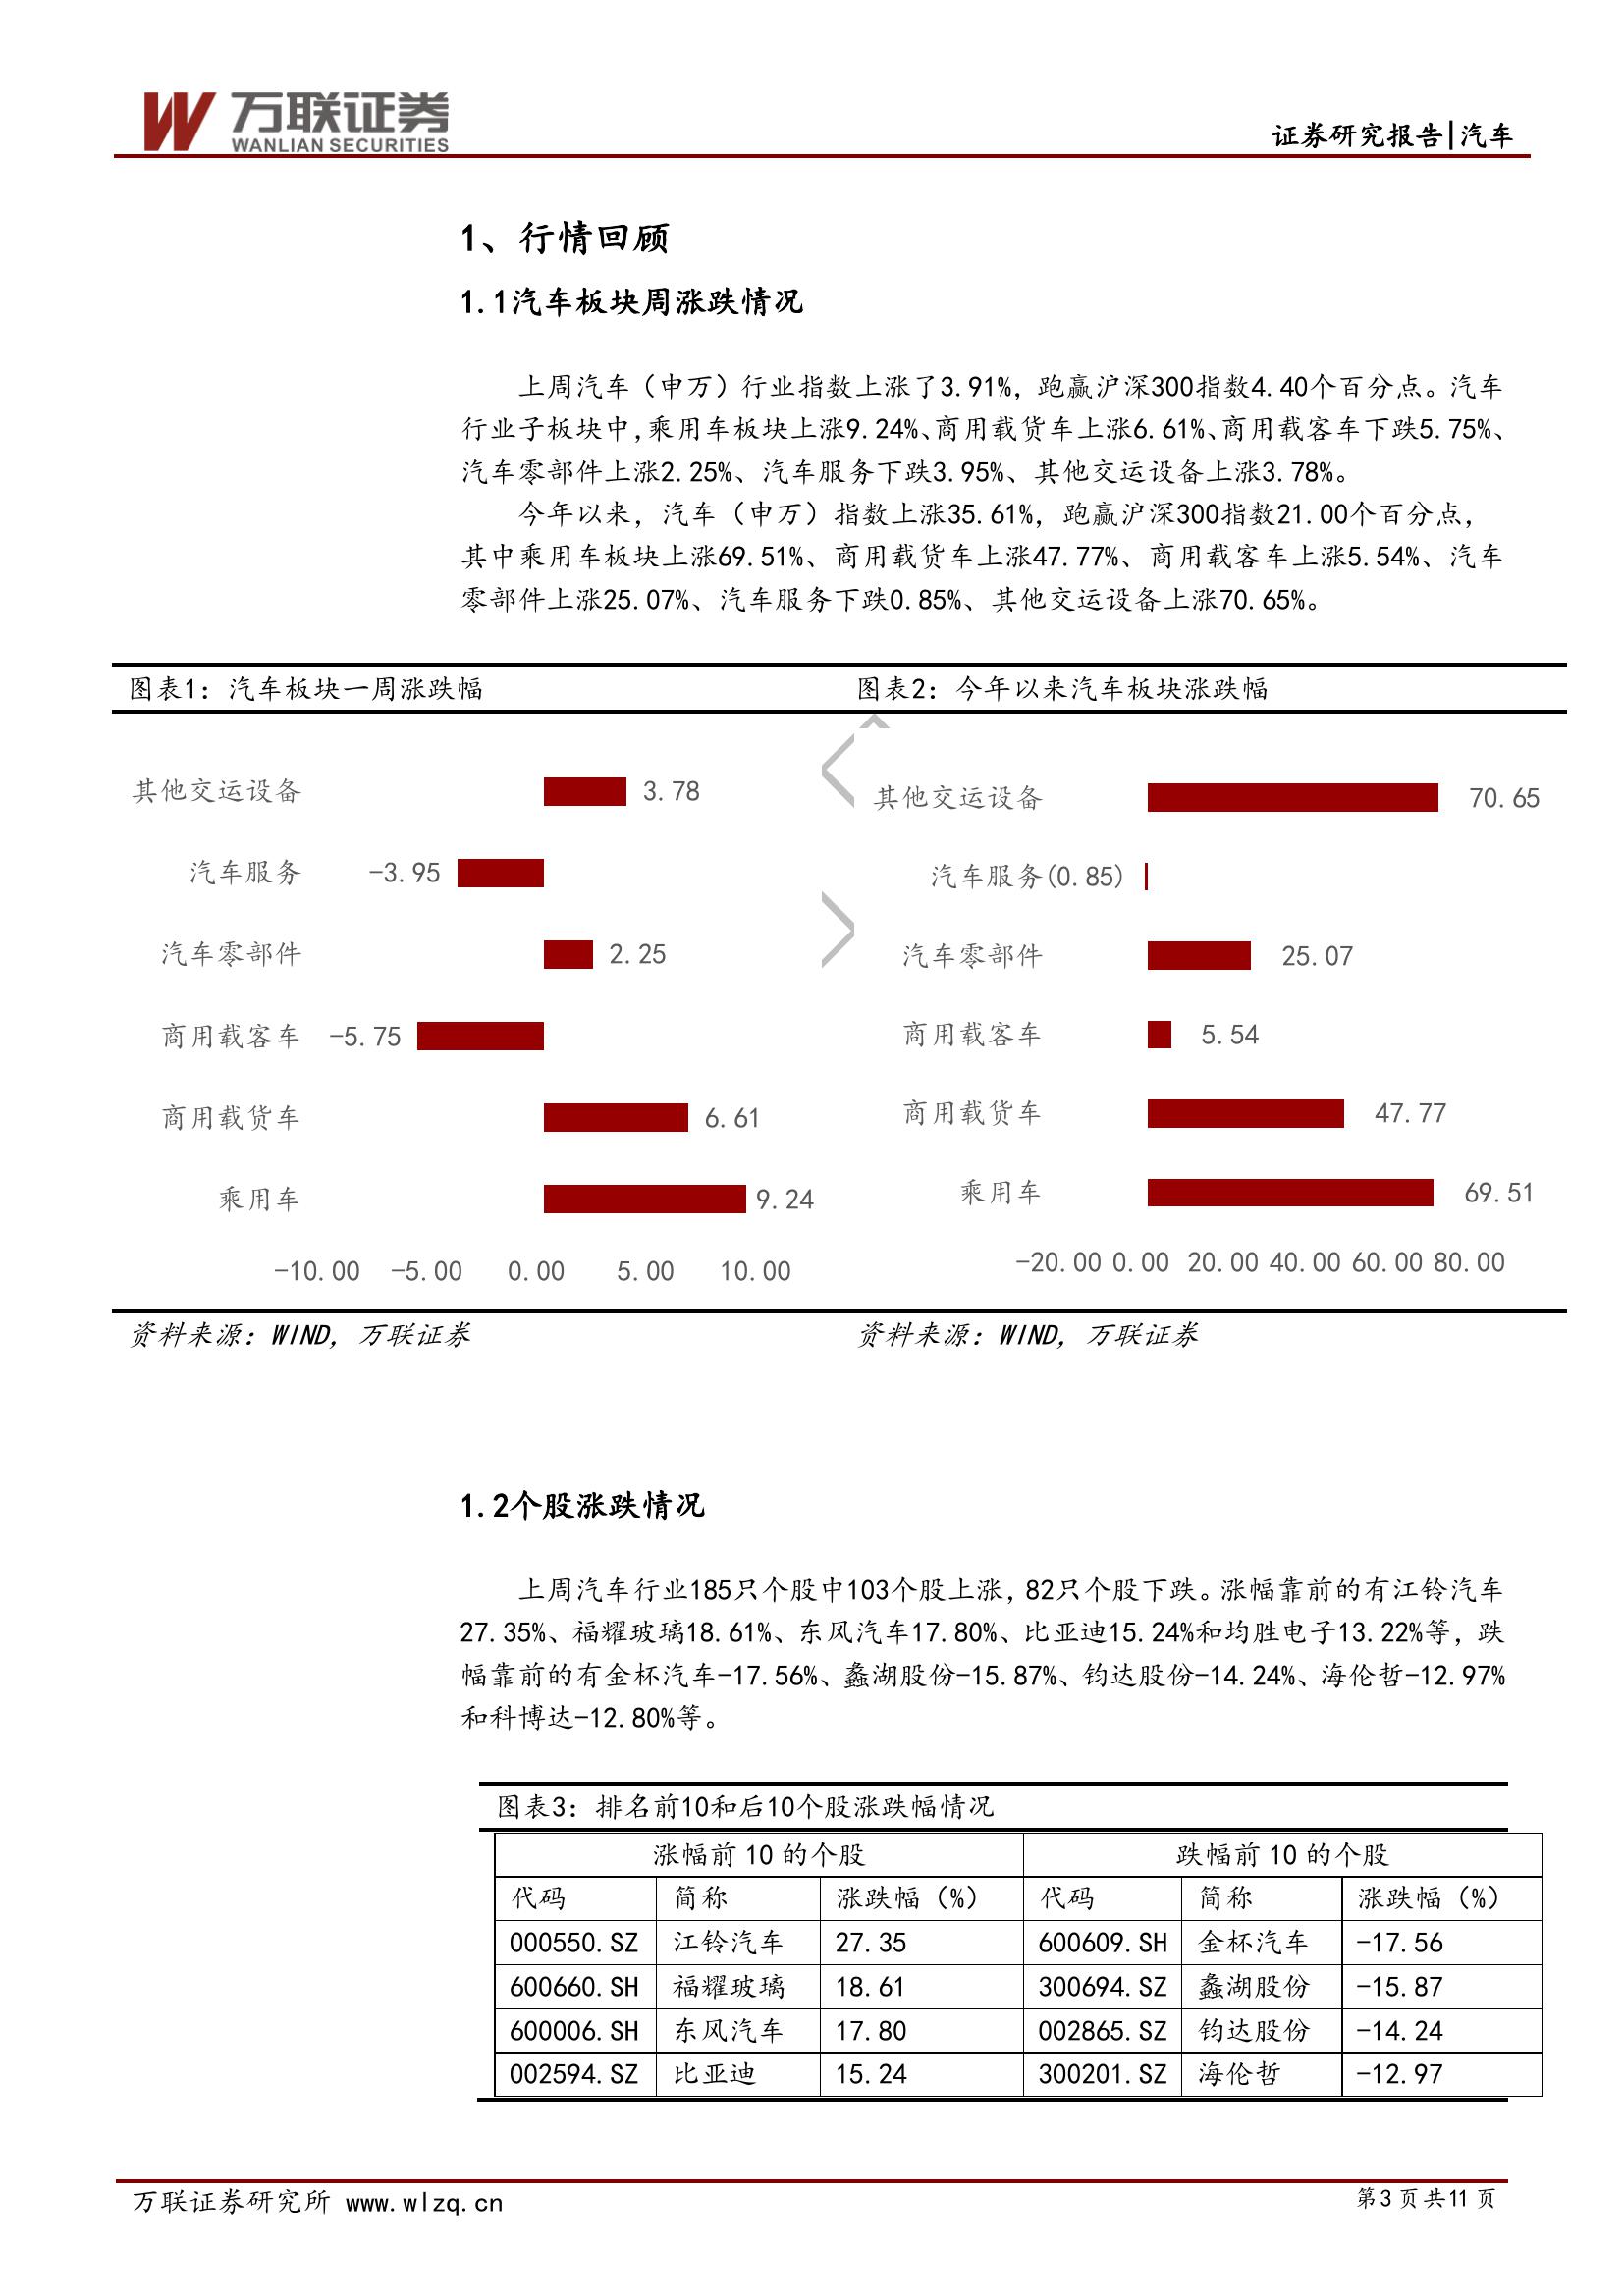 万联证券
WANLIAN SECURITIES
证券研究报告|汽车
1、行情回顾
1.1汽车板块周涨跌情况
上周汽车（申万）行业指数上涨了3.91%，跑赢沪深300指数4.40个百分点。汽车
行业子板块中，乘用车板块上涨9.24%、商用载货车上涨6.61%、商用载客车下跌5.75%、
汽车零部件上涨2.25%、汽车服务下跌3.95%、其他交运设备上涨3.78%。
今年以来，汽车（申万）指数上涨35.61%，跑赢沪深300指数21.00个百分点，
其中乘用车板块上涨69.51%、商用载货车上涨47.77%、商用载客车上涨5.54%、汽车
零部件上涨25.07%、汽车服务下跌0.85%、其他交运设备上涨70.65%。
图表1：汽车板块一周涨跌幅
其他交运设备 3.78
汽车服务 -3.95
汽车零部件 2.25
商用载客车 -5.75
商用载货车 6.61
乘用车 9.24
-10.00 -5.00 0.00 5.00 10.00
资料来源：WIND，万联证券
图表2：今年以来汽车板块涨跌幅
其他交运设备 70.65
汽车服务(0.85)
汽车零部件 25.07
商用载客车 5.54
商用载货车 47.77
乘用车 69.51
-20.00 0.00 20.00 40.00 60.00 80.00
资料来源：WIND，万联证券
1.2个股涨跌情况
上周汽车行业185只个股中103个股上涨，82只个股下跌。涨幅靠前的有江铃汽车
27.35%、福耀玻璃18.61%、东风汽车17.80%、比亚迪15.24%和均胜电子13.22%等，跌
幅靠前的有金杯汽车-17.56%、蠡湖股份-15.87%、钧达股份-14.24%、海伦哲-12.97%
和科博达-12.80%等。
图表3：排名前10和后10个股涨跌幅情况
涨幅前 10 的个股 跌幅前 10 的个股
代码 简称 涨跌幅（%） 代码 简称 涨跌幅（%）
000550.SZ 江铃汽车 27.35 600609.SH 金杯汽车 -17.56
600660.SH 福耀玻璃 18.61 300694.SZ 蠡湖股份 -15.87
600006.SH 东风汽车 17.80 002865.SZ 钧达股份 -14.24
002594.SZ 比亚迪 15.24 300201.SZ 海伦哲 -12.97
万联证券研究所 www.wlzq.cn
第 3 页 共 11 页